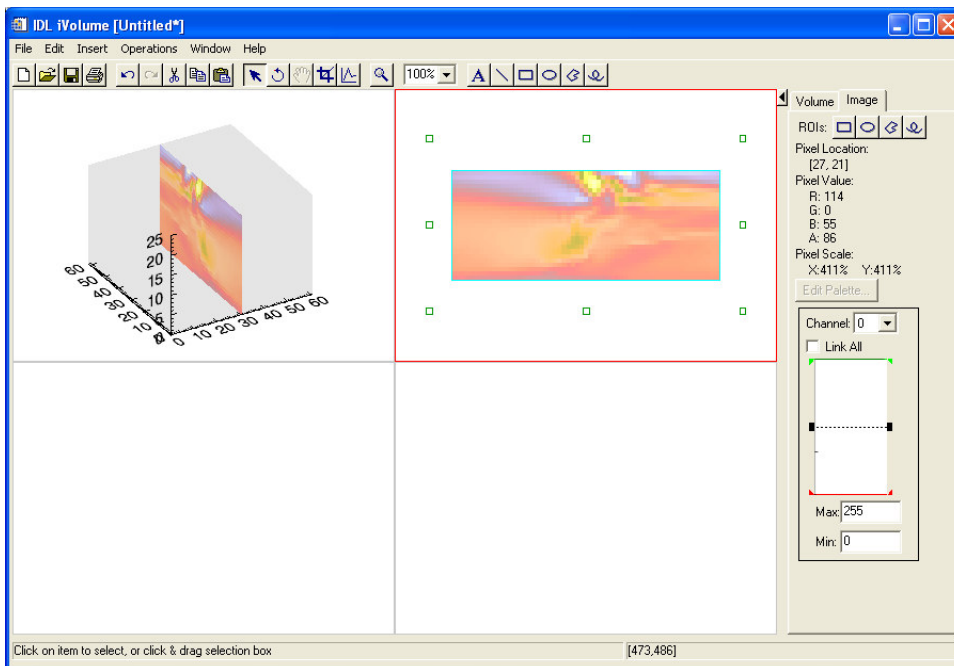 IDL iVolume [Untitled*]
File Edit Insert Operations Window Help
100% A
Volume Image
ROIs:
Pixel Location:
[27, 21]
Pixel Value:
R: 114
G: 0
B: 55
A: 86
Pixel Scale:
X:411% Y:411%
Edit Palette...
Channel: 0
Link All
Max: 255
Min: 0
25
20
15
10
5
0
60
50
40
30
20
10
0 10 20 30 40 50 60
Click on item to select, or click & drag selection box [473,486]